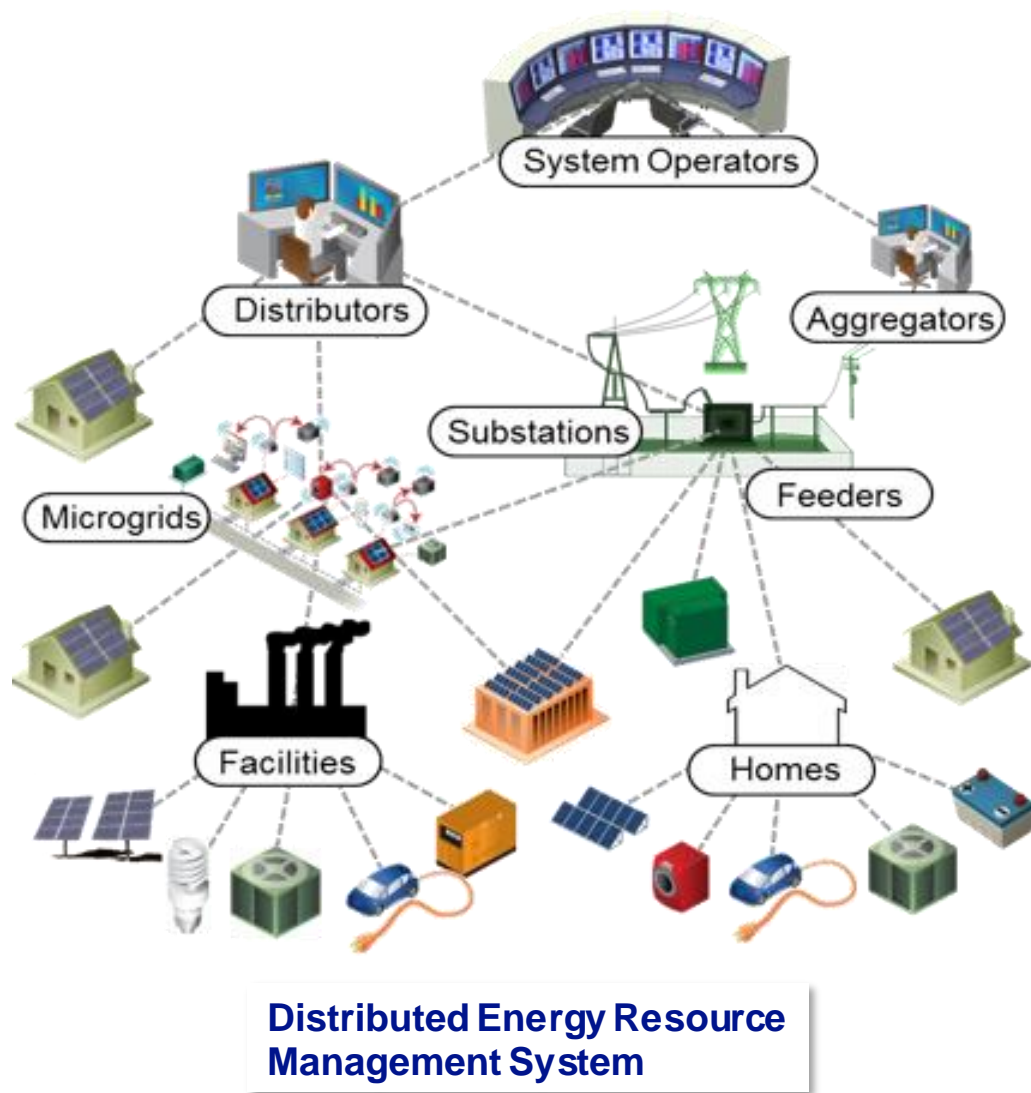 System Operators
Distributors
Aggregators
Substations
Feeders
Microgrids
Facilities
Homes
Distributed Energy Resource
Management System